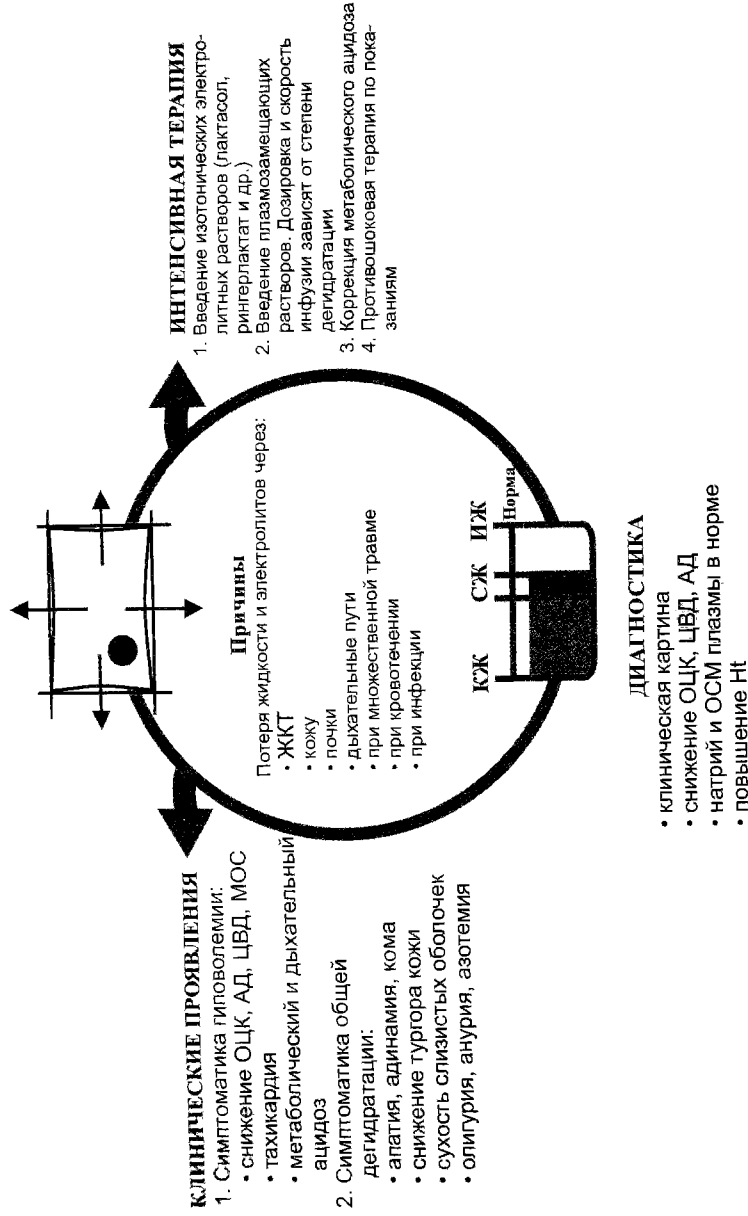 КЛИНИЧЕСКИЕ ПРОЯВЛЕНИЯ
1. Симптоматика гиповолемии:
• снижение ОЦК, АД, ЦВД, МОС
• тахикардия
• метаболический и дыхательный
ацидоз
2. Симптоматика общей
дегидратации:
• апатия, адинамия, кома
• снижение тургора кожи
• сухость слизистых оболочек
• олигурия, анурия, азотемия
Причины
Потеря жидкости и электролитов через:
• ЖКТ
• кожу
• почки
• дыхательные пути
• при множественной травме
• при кровотечении
• при инфекции
КЖ СЖ ИЖ
Норма
ИНТЕНСИВНАЯ ТЕРАПИЯ
1. Введение изотонических электро-
литных растворов (лактасол,
рингерлактат и др.)
2. Введение плазмозамещающих
растворов. Дозировка и скорость
инфузии зависят от степени
дегидратации
3. Коррекция метаболического ацидоза
4. Противошоковая терапия по пока-
заниям
ДИАГНОСТИКА
• клиническая картина
• снижение ОЦК, ЦВД, АД
• натрий и ОСМ плазмы в норме
• повышение Ht